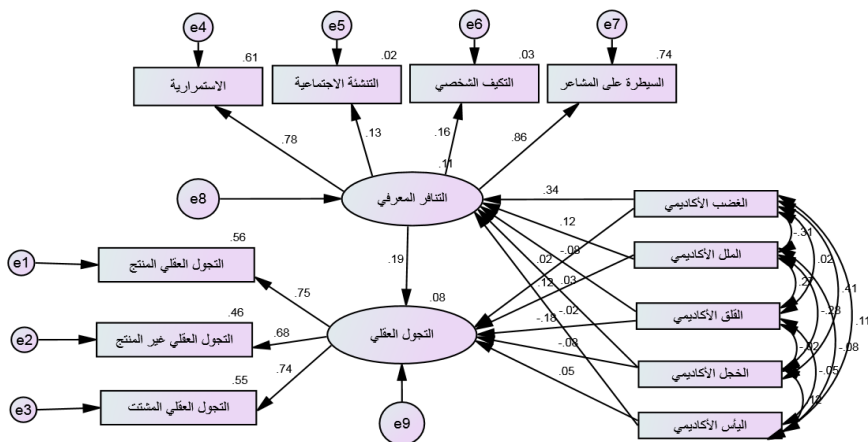 e4
e5
e6
e7
.61
.02
.03
.74
الاستمرارية
التنشئة الاجتماعية
التكيف الشخصي
السيطرة على المشاعر
.78
.13
.16
.86
.11
e8
التنافر المعرفي
.34
الغضب الأكاديمي
.12
-.31
.56
e1
التجول العقلي المنتج
.19
.02
-.08
الملل الأكاديمي
.02
.41
.75
.12
.03
.27
-.23
.11
.46
.08
-.18
-.02
القلق الأكاديمي
e2
التجول العقلي غير المنتج
.68
التجول العقلي
-.02
-.08
.55
.74
-.08
الخجل الأكاديمي
-.05
e3
التجول العقلي المشتت
.05
.12
e9
اليأس الأكاديمي